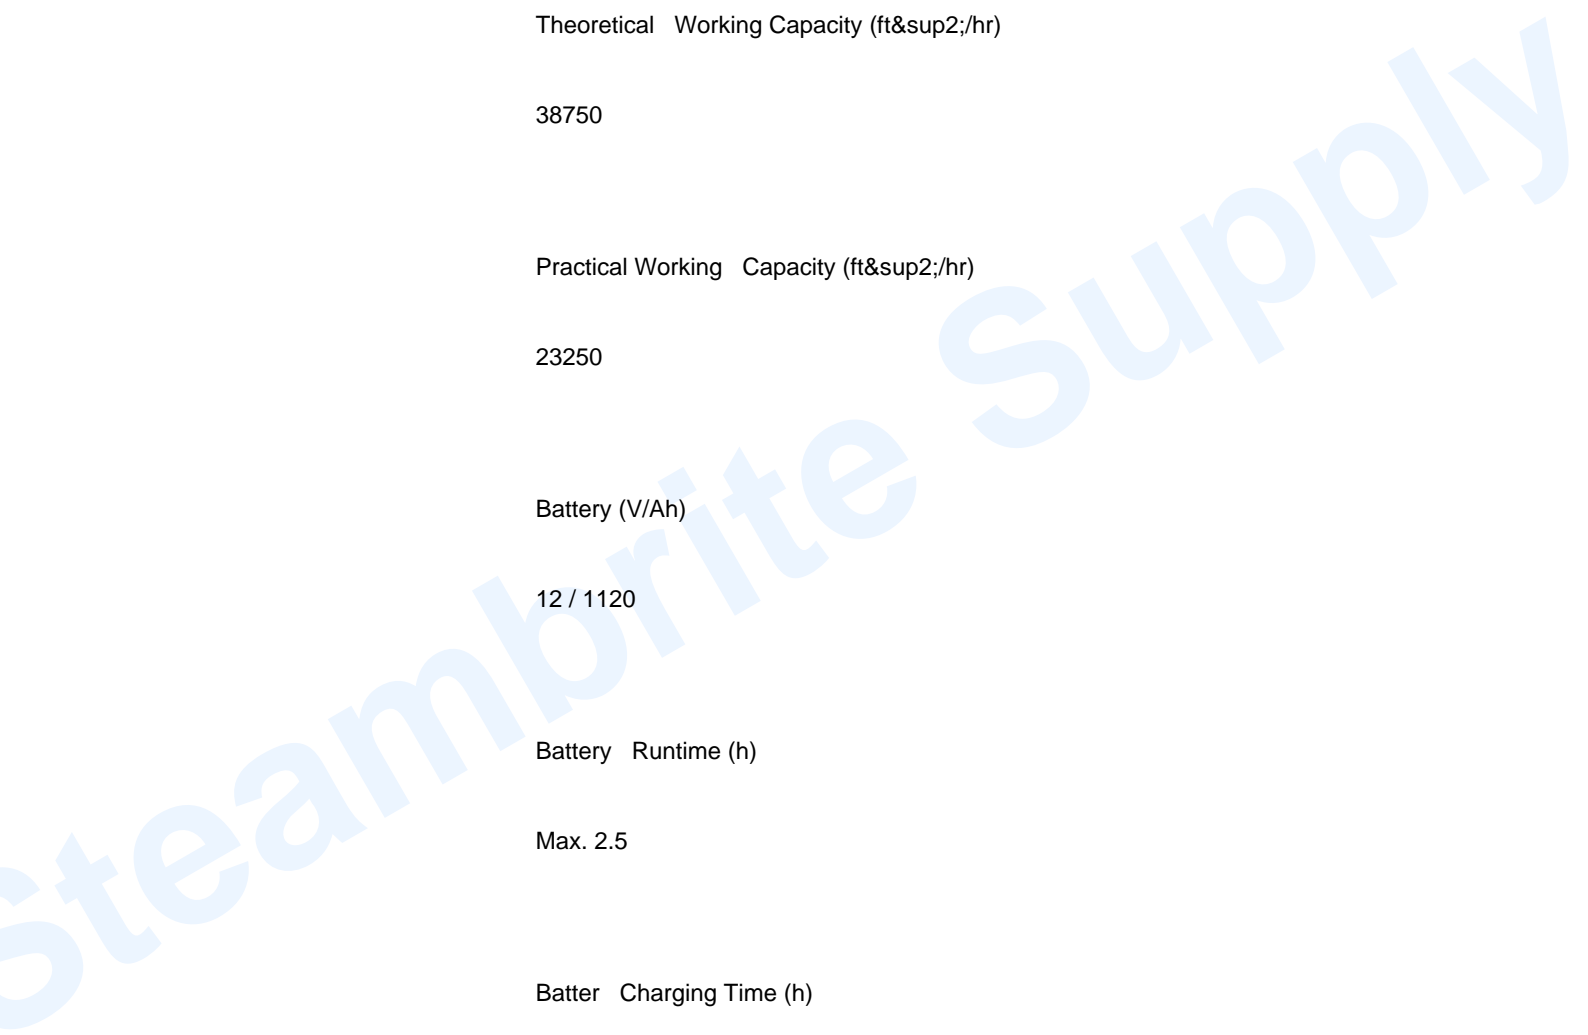 Theoretical   Working Capacity (ft&sup2;/hr)
38750
Practical Working   Capacity (ft&sup2;/hr)
23250
Battery (V/Ah)
12 / 1120
Battery   Runtime (h)
Max. 2.5
Batter   Charging Time (h)
Steambrite Supply